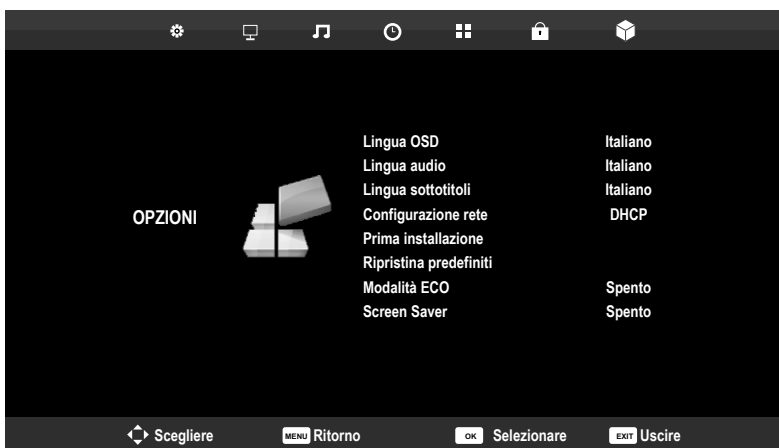 OPZIONI
Lingua OSD Italiano
Lingua audio Italiano
Lingua sottotitoli Italiano
Configurazione rete DHCP
Prima installazione
Ripristina predefiniti
Modalità ECO Spento
Screen Saver Spento
Scegliere MENU Ritorno OK Selezionare EXIT Uscire